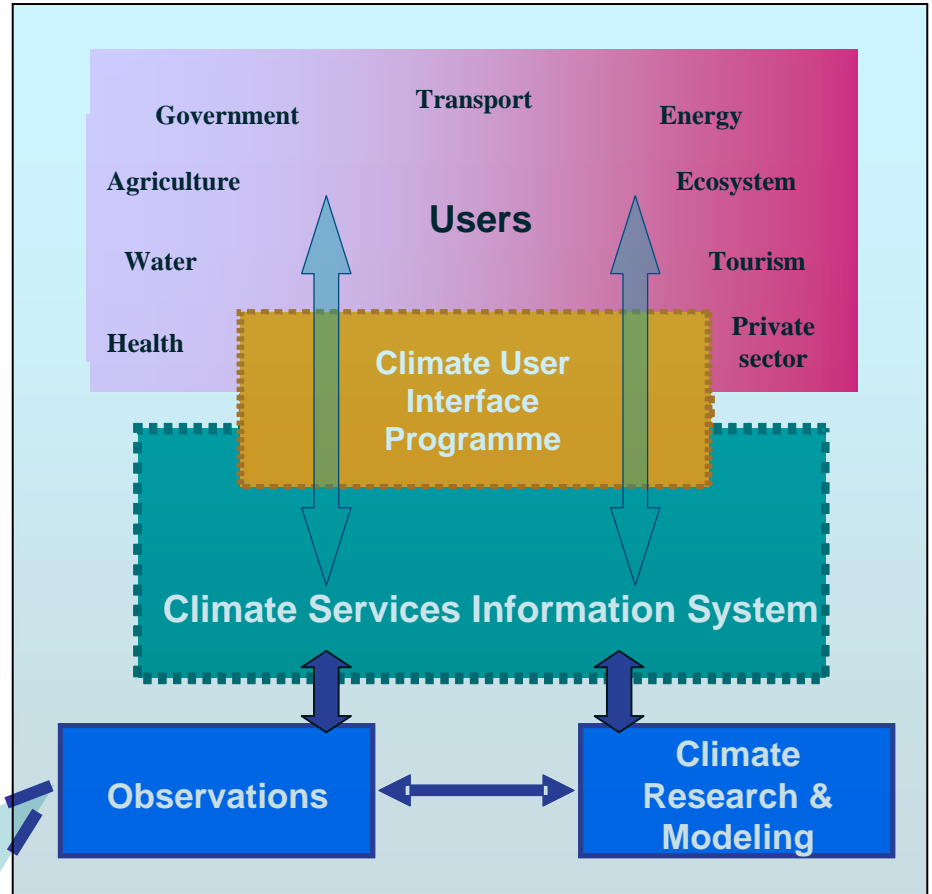 Transport
Government
Energy
Agriculture
Ecosystem
Users
Water
Tourism
Health
Private
sector
Climate User
Interface
Programme
Climate Services Information System
Observations
Climate
Research &
Modeling